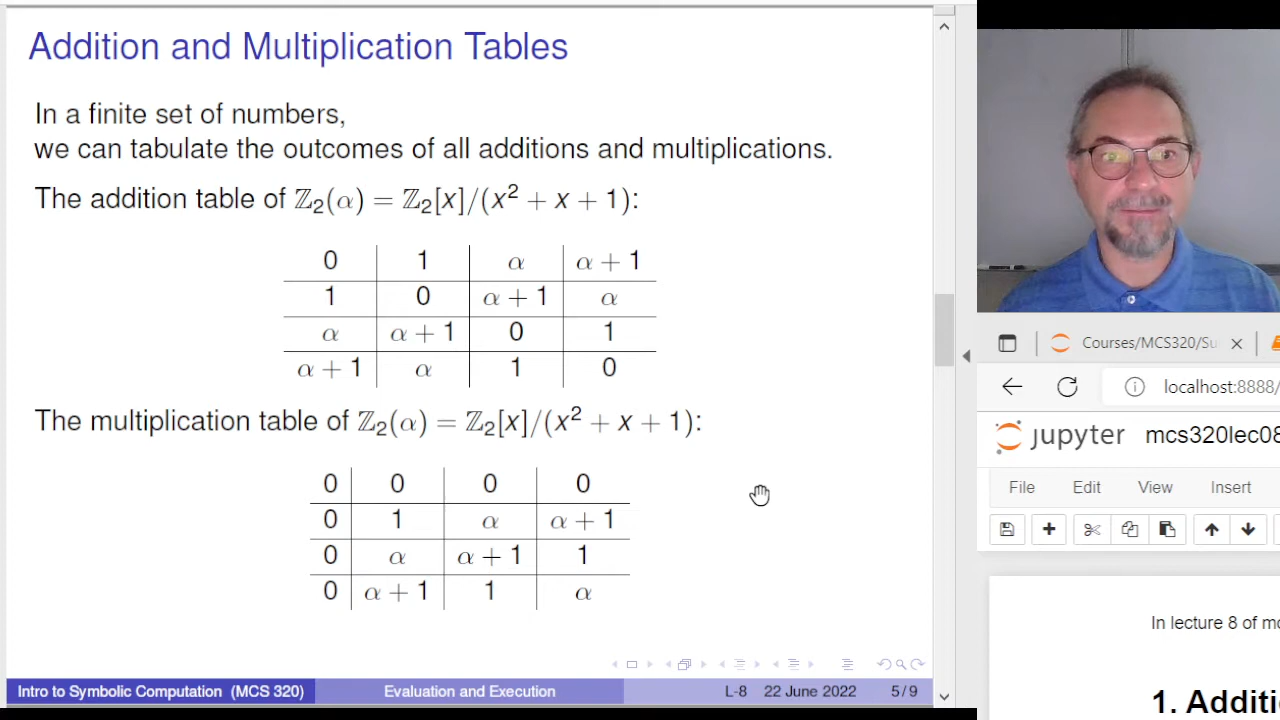 Addition and Multiplication Tables
In a finite set of numbers,
we can tabulate the outcomes of all additions and multiplications.
The addition table of ℤ₂(α) = ℤ₂[x]/(x² + x + 1):
0 1 α α + 1
1 0 α + 1 α
α α + 1 0 1
α + 1 α 1 0
The multiplication table of ℤ₂(α) = ℤ₂[x]/(x² + x + 1):
0 0 0 0
0 1 α α + 1
0 α α + 1 1
0 α + 1 1 α
Intro to Symbolic Computation (MCS 320) Evaluation and Execution L-8 22 June 2022 5 / 9
Courses/MCS320/Su
localhost:8888/
jupyter mcs320lec08
File Edit View Insert
In lecture 8 of mc
1. Additi